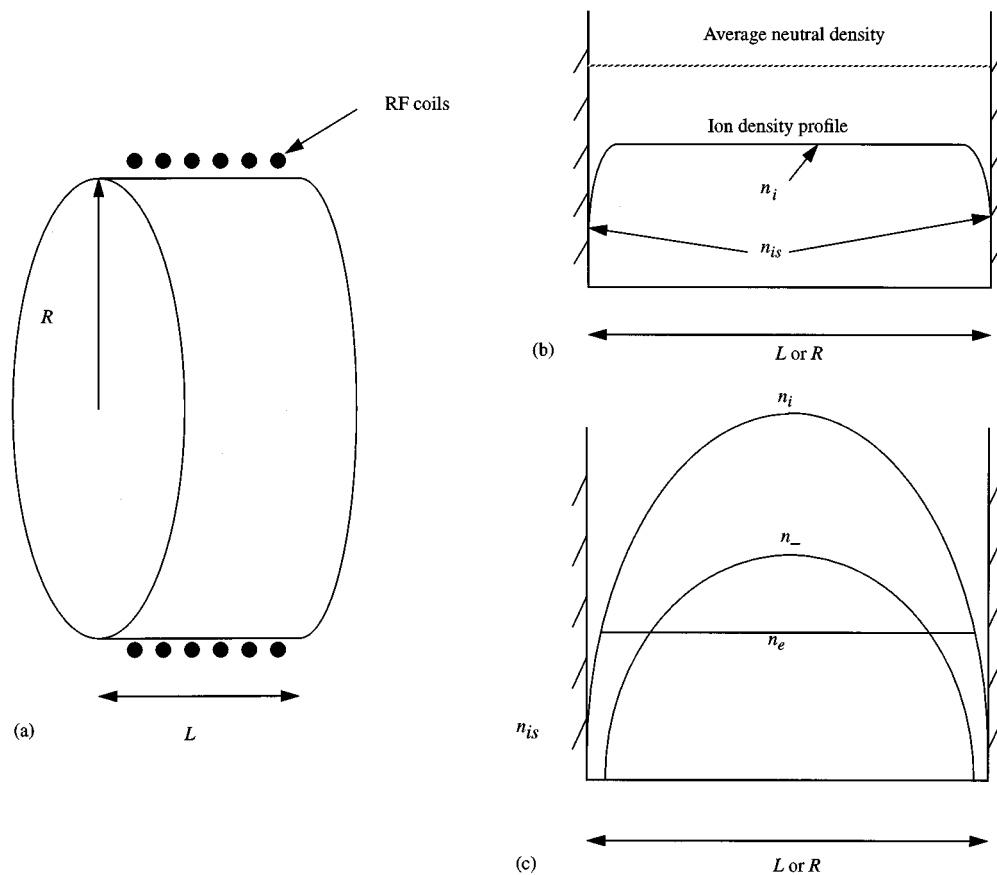 RF coils
R
L
(a)
Average neutral density
Ion density profile
n_i
n_is
(b)
L or R
n_i
n_–
n_e
n_is
(c)
L or R